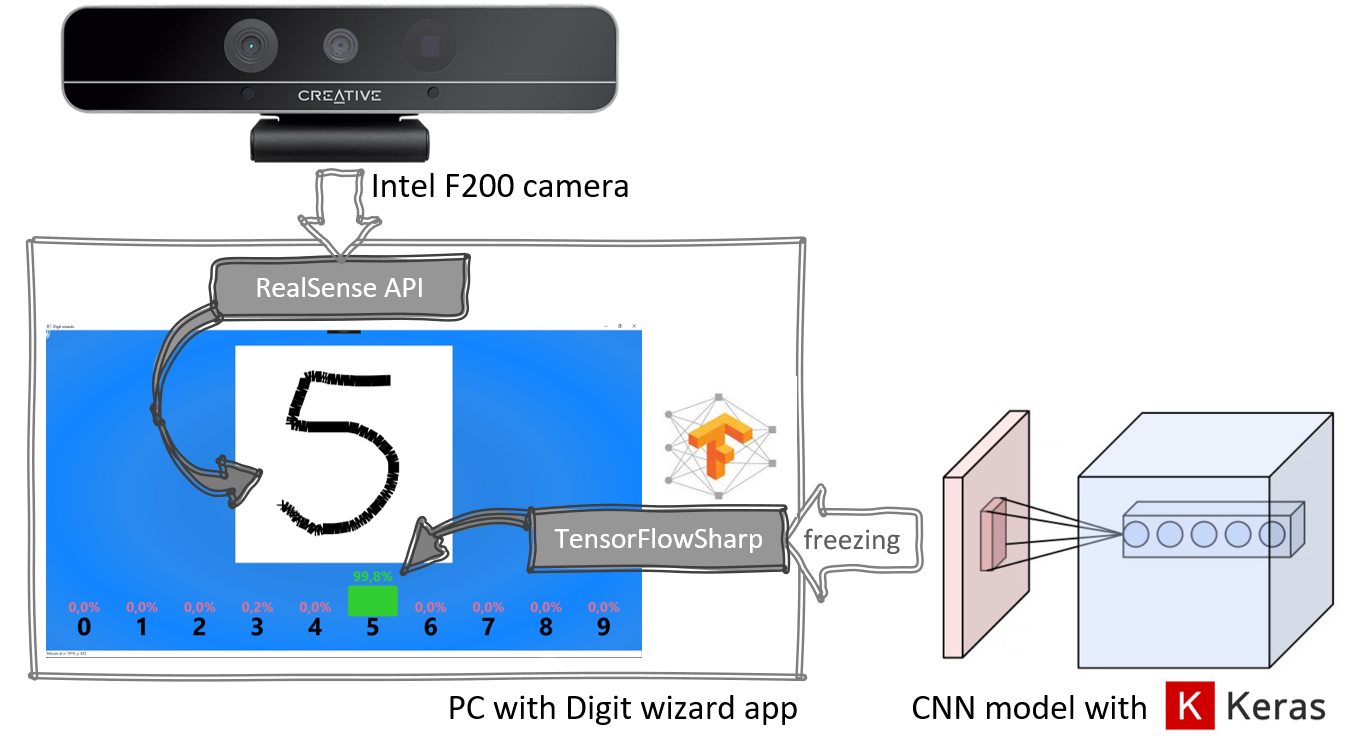 CREATIVE
Intel F200 camera
RealSense API
Digit wizard
5
TensorFlowSharp
freezing
99,8%
0,0% 0,0% 0,0% 0,2% 0,0% 0,0% 0,0% 0,0% 0,0%
0 1 2 3 4 5 6 7 8 9
PC with Digit wizard app
CNN model with K Keras